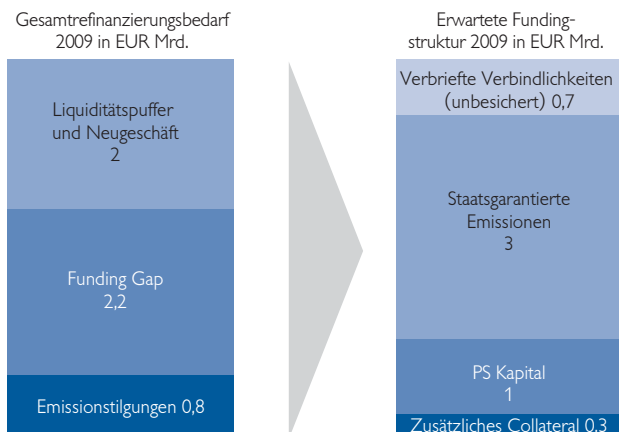 Gesamtrefinanzierungsbedarf
2009 in EUR Mrd.
Liquiditätspuffer
und Neugeschäft
2
Funding Gap
2,2
Emissionstilgungen 0,8
Erwartete Funding-
struktur 2009 in EUR Mrd.
Verbriefte Verbindlichkeiten
(unbesichert) 0,7
Staatsgarantierte
Emissionen
3
PS Kapital
1
Zusätzliches Collateral 0,3